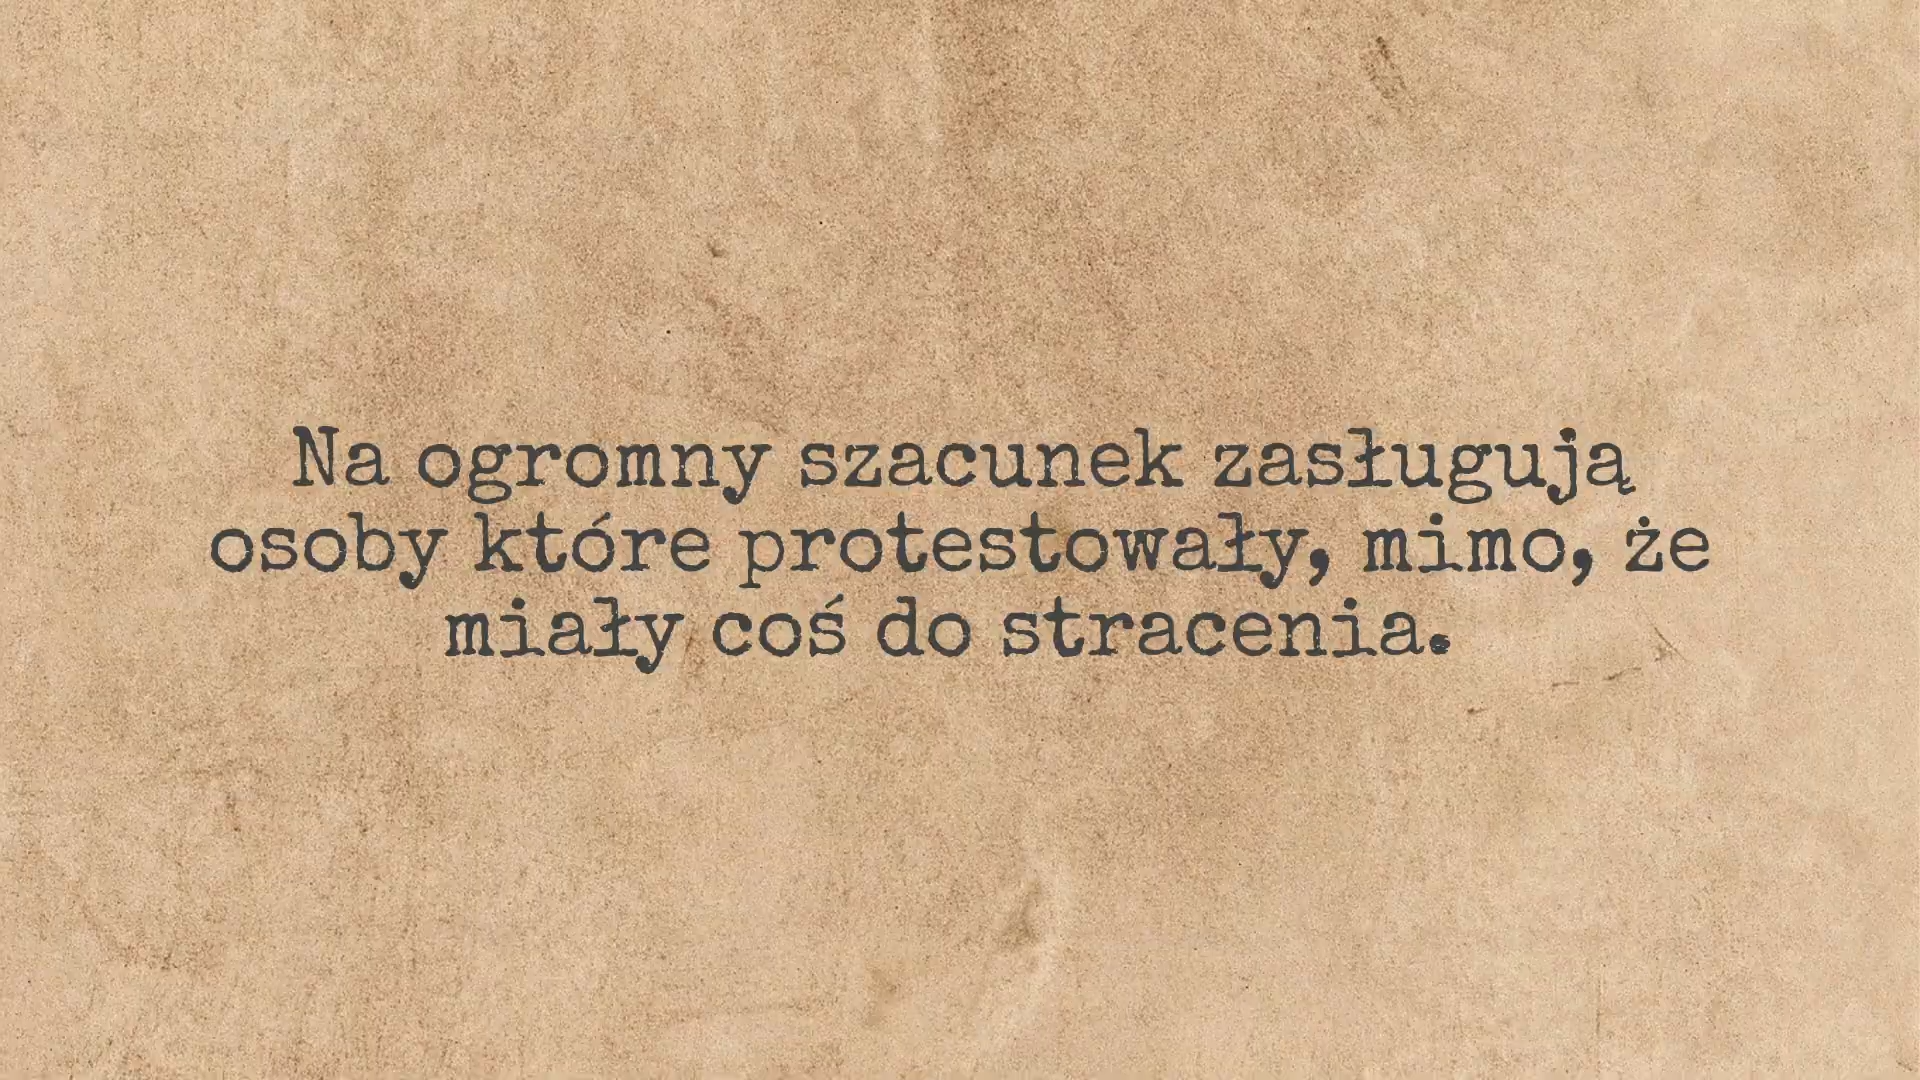 Na ogromny szacunek zasługują
osoby które protestowały, mimo, że
miały coś do stracenia.